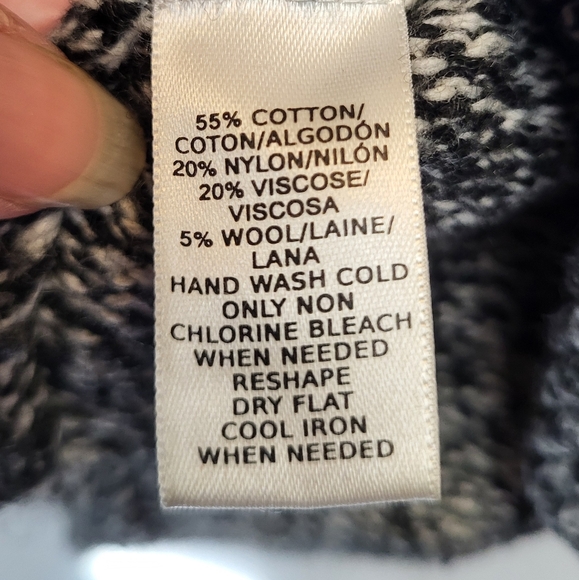 55% COTTON/
COTON/ALGODÓN
20% NYLON/NILÓN
20% VISCOSE/
VISCOSA
5% WOOL/LAINE/
LANA
HAND WASH COLD
ONLY NON
CHLORINE BLEACH
WHEN NEEDED
RESHAPE
DRY FLAT
COOL IRON
WHEN NEEDED